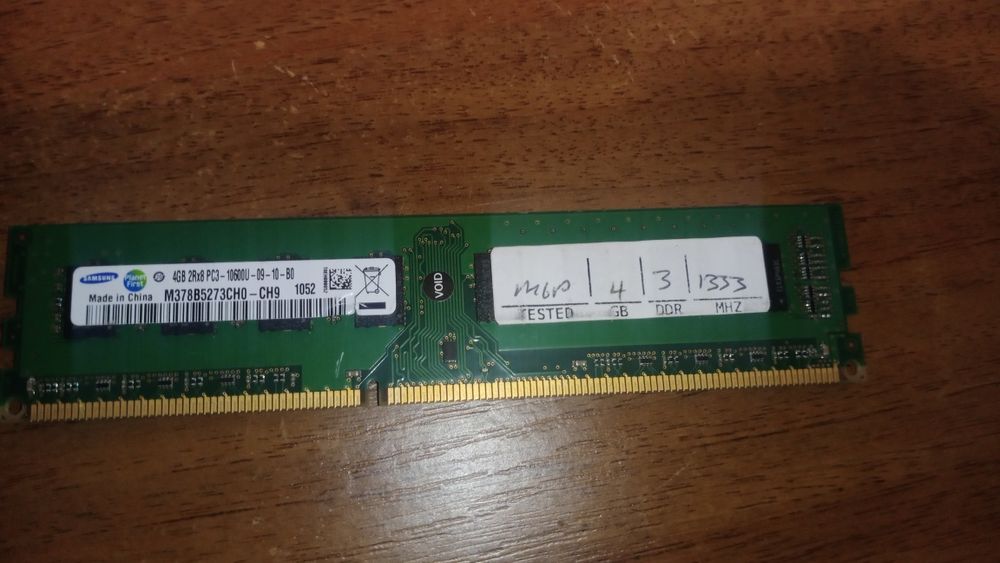 SAMSUNG
Planet First
4GB 2Rx8 PC3-10600U-09-10-B0
Made in China
M378B5273CH0-CH9
1052
VOID
4
3
1333
TESTED
GB
DDR
MHZ